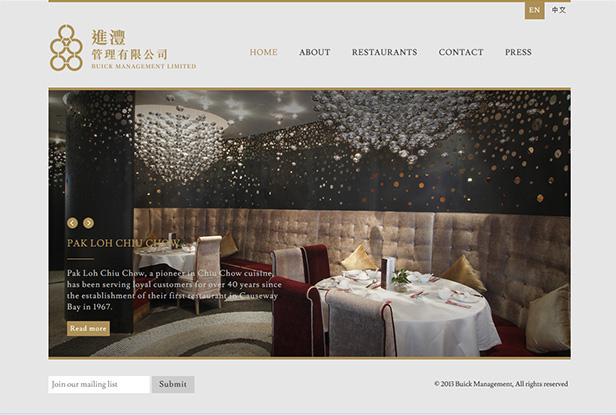 EN 中文
進灃
管理有限公司
BUICK MANAGEMENT LIMITED
HOME ABOUT RESTAURANTS CONTACT PRESS
PAK LOH CHIU CHOW
Pak Loh Chiu Chow, a pioneer in Chiu Chow cuisine,
has been serving loyal customers for over 40 years since
the establishment of their first restaurant in Causeway
Bay in 1967.
Read more
Join our mailing list Submit
© 2013 Buick Management, All rights reserved